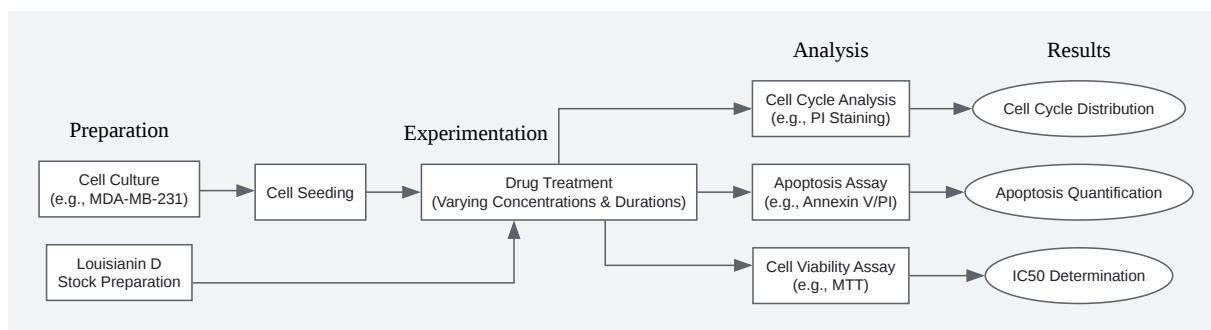 Analysis
Results
Preparation
Experimentation
Cell Cycle Analysis
(e.g., PI Staining)
Cell Cycle Distribution
Cell Culture
(e.g., MDA-MB-231)
Cell Seeding
Drug Treatment
(Varying Concentrations & Durations)
Apoptosis Assay
(e.g., Annexin V/PI)
Apoptosis Quantification
Louisianin D
Stock Preparation
Cell Viability Assay
(e.g., MTT)
IC50 Determination